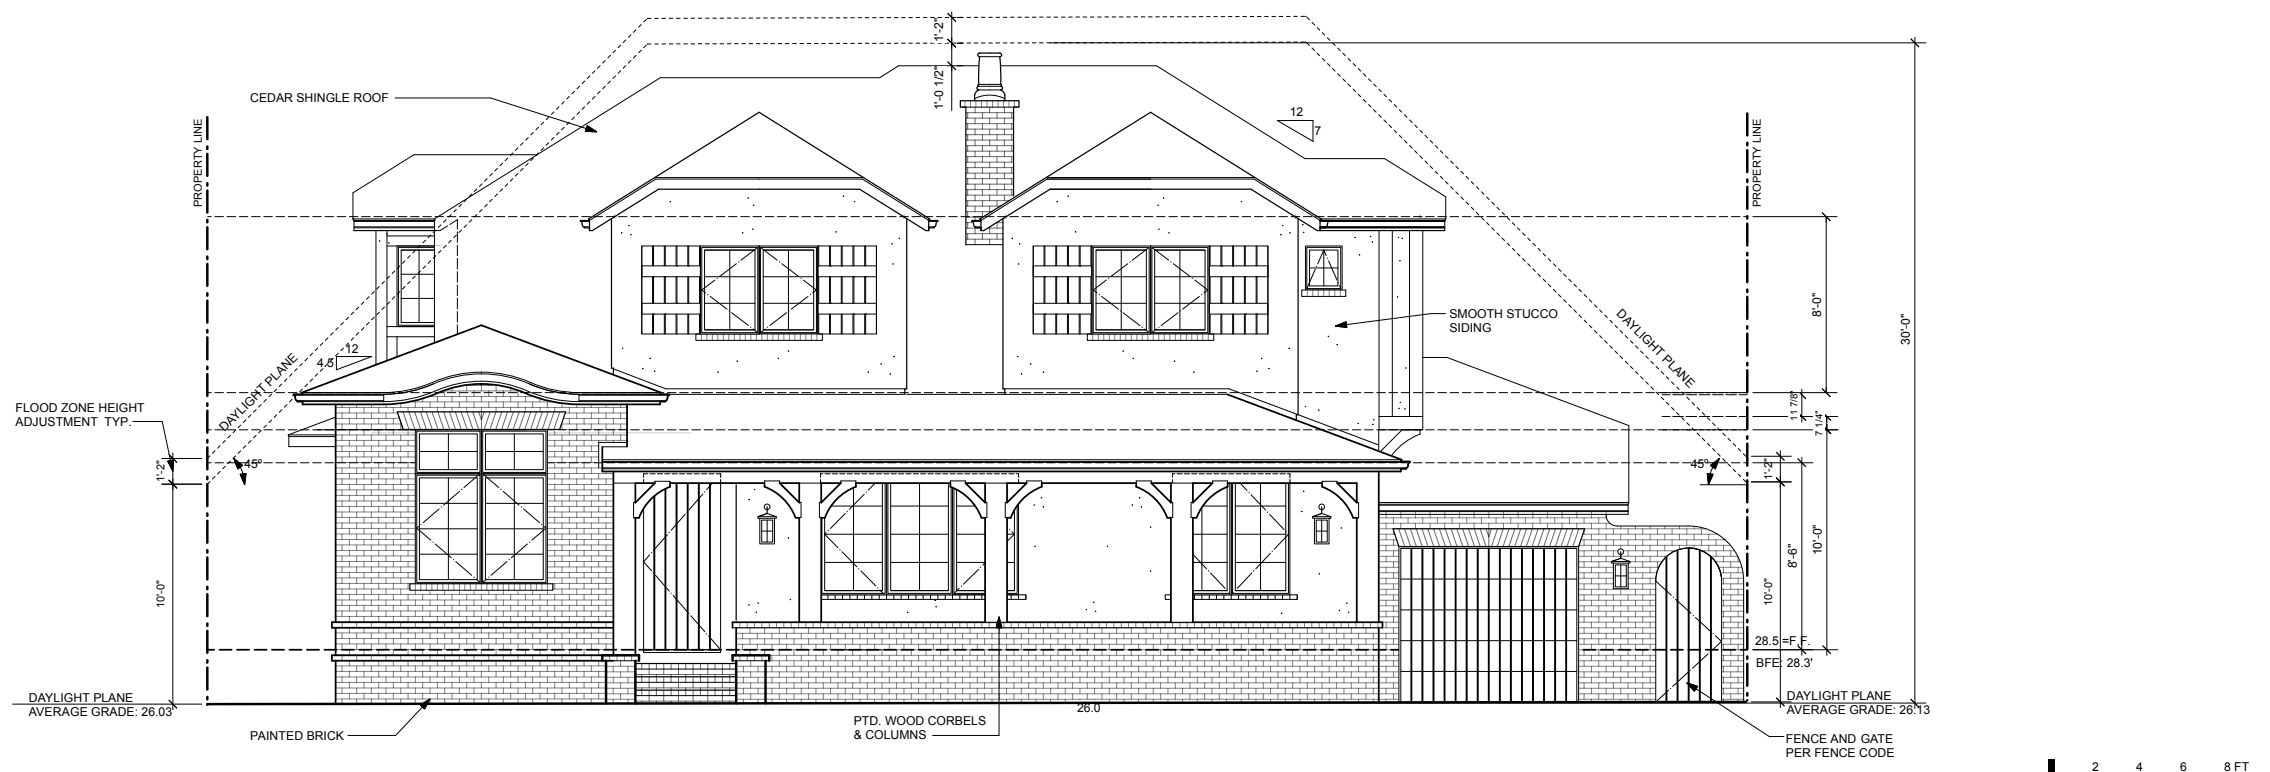 1'-2"
1'-0 1/2"
CEDAR SHINGLE ROOF
12
7
PROPERTY LINE
PROPERTY LINE
SMOOTH STUCCO
SIDING
8'-0"
30'-0"
DAYLIGHT PLANE
12
4.5
DAYLIGHT PLANE
FLOOD ZONE HEIGHT
ADJUSTMENT TYP.
11 7/8"
7 1/4"
45°
1'-2"
45°
1'-2"
10'-0"
8'-6"
10'-0"
10'-0"
28.5 =F.F.
BFE: 28.3'
DAYLIGHT PLANE
AVERAGE GRADE: 26.03
DAYLIGHT PLANE
AVERAGE GRADE: 26.13
26.0
PTD. WOOD CORBELS
& COLUMNS
PAINTED BRICK
FENCE AND GATE
PER FENCE CODE
2 4 6 8 FT